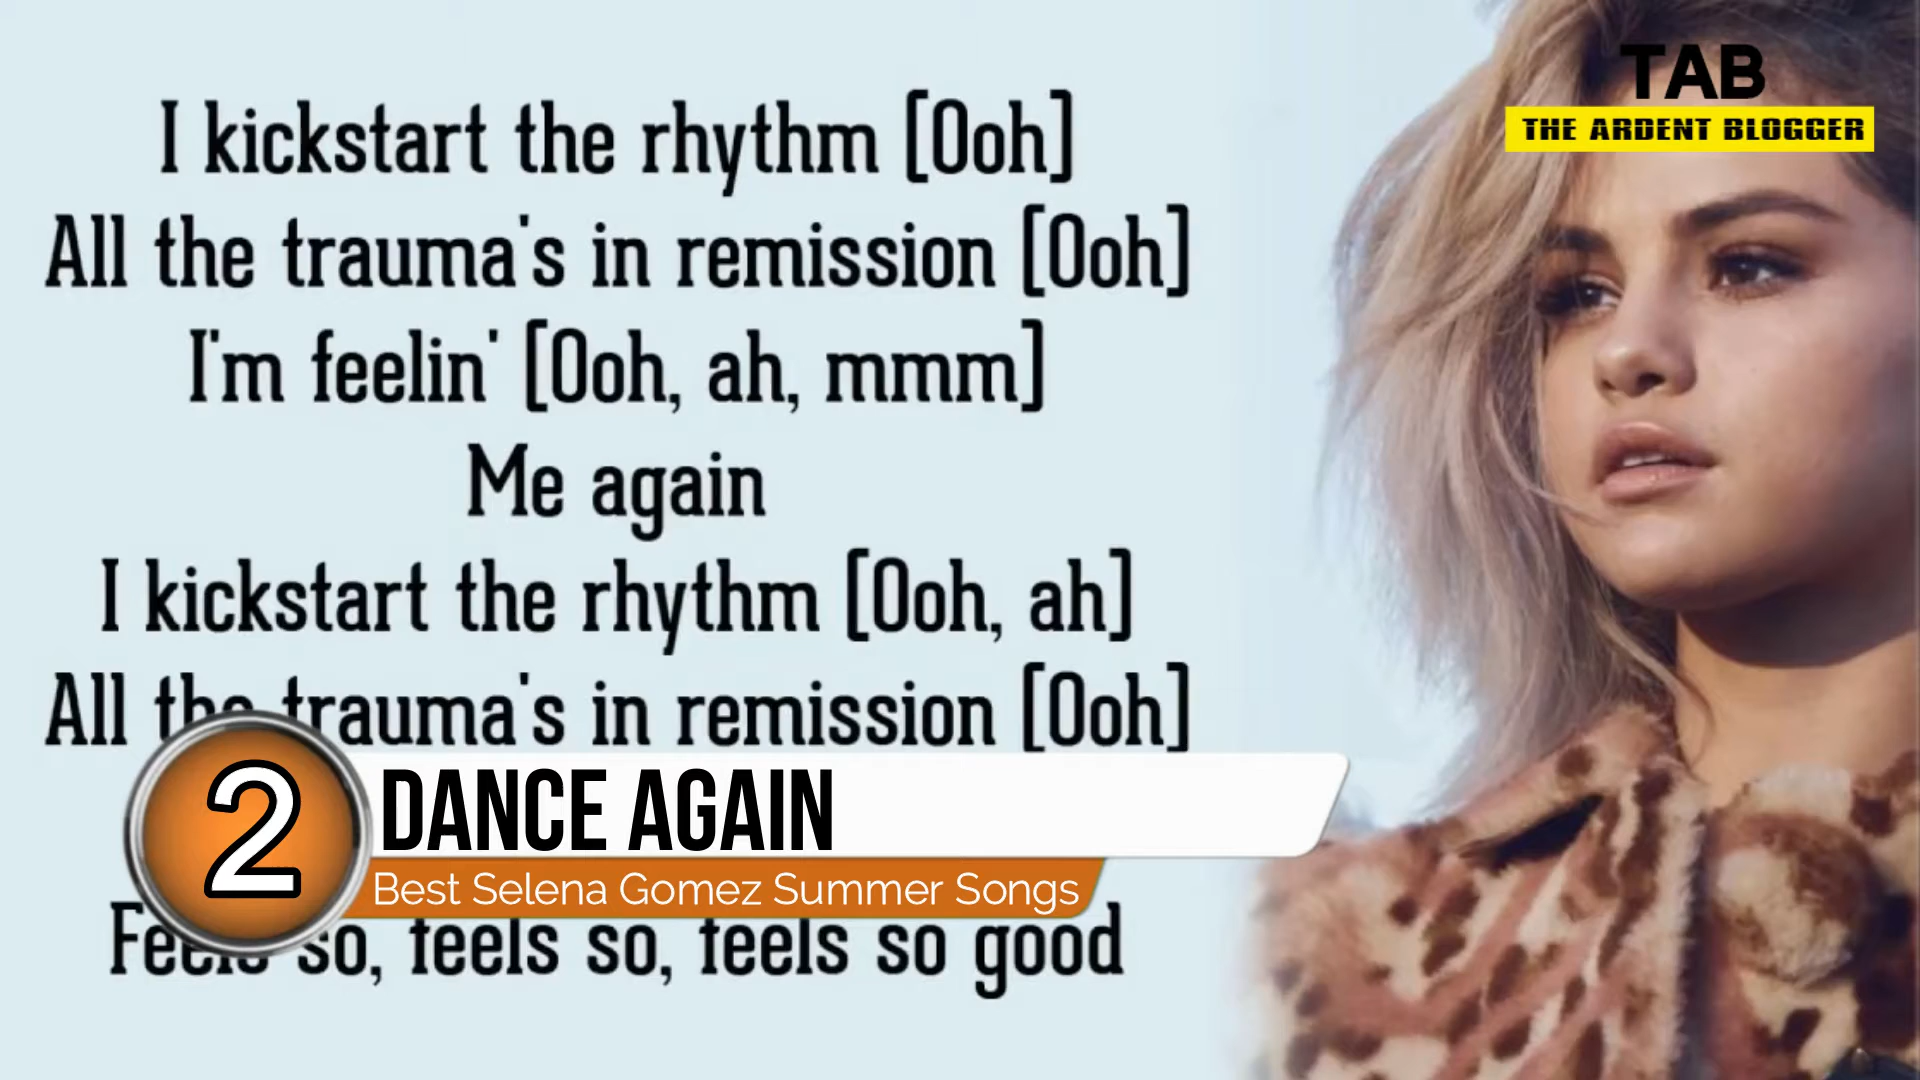 TAB
THE ARDENT BLOGGER
I kickstart the rhythm [Ooh]
All the trauma's in remission [Ooh]
I'm feelin' [Ooh, ah, mmm]
Me again
I kickstart the rhythm [Ooh, ah]
All the trauma's in remission [Ooh]
2
DANCE AGAIN
Best Selena Gomez Summer Songs
Feels so, feels so, feels so good